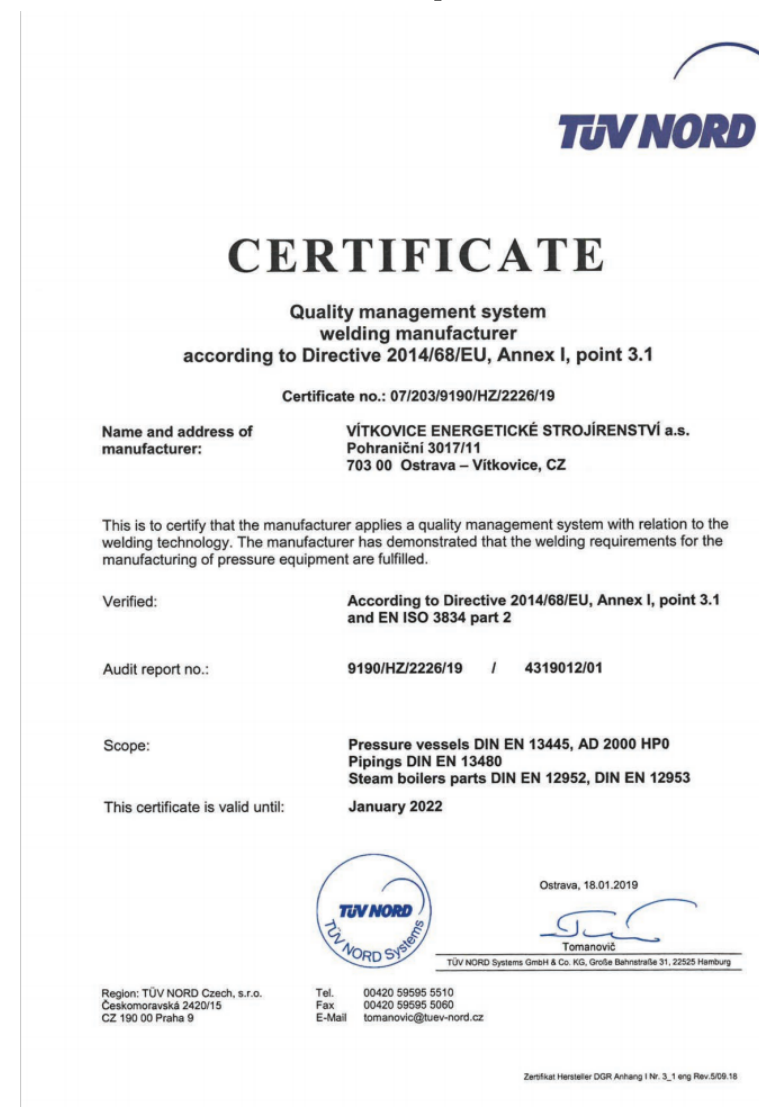 TÜV NORD
CERTIFICATE
Quality management system
welding manufacturer
according to Directive 2014/68/EU, Annex I, point 3.1
Certificate no.: 07/203/9190/HZ/2226/19
Name and address of
manufacturer:
VÍTKOVICE ENERGETICKÉ STROJÍRENSTVÍ a.s.
Pohraniční 3017/11
703 00 Ostrava – Vítkovice, CZ
This is to certify that the manufacturer applies a quality management system with relation to the
welding technology. The manufacturer has demonstrated that the welding requirements for the
manufacturing of pressure equipment are fulfilled.
Verified:
According to Directive 2014/68/EU, Annex I, point 3.1
and EN ISO 3834 part 2
Audit report no.:
9190/HZ/2226/19 / 4319012/01
Scope:
Pressure vessels DIN EN 13445, AD 2000 HP0
Pipings DIN EN 13480
Steam boilers parts DIN EN 12952, DIN EN 12953
This certificate is valid until:
January 2022
TÜV NORD
TÜV NORD Systems
Ostrava, 18.01.2019
Tomanovič
TÜV NORD Systems GmbH & Co. KG, Große Bahnstraße 31, 22525 Hamburg
Region: TÜV NORD Czech, s.r.o.
Českomoravská 2420/15
CZ 190 00 Praha 9
Tel. 00420 59595 5510
Fax 00420 59595 5060
E-Mail tomanovic@tuev-nord.cz
Zertifikat Hersteller DGR Anhang I Nr. 3_1 eng Rev.5/09.18